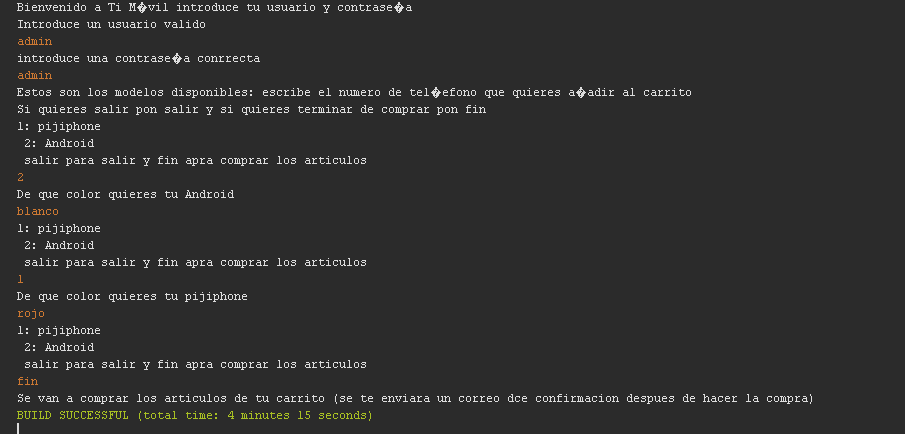 Bienvenido a Ti M�vil introduce tu usuario y contrase�a
Introduce un usuario valido
admin
introduce una contrase�a conrrecta
admin
Estos son los modelos disponibles: escribe el numero de tel�efono que quieres a�adir al carrito
Si quieres salir pon salir y si quieres terminar de comprar pon fin
1: pijiphone
2: Android
salir para salir y fin apra comprar los articulos
2
De que color quieres tu Android
blanco
1: pijiphone
2: Android
salir para salir y fin apra comprar los articulos
1
De que color quieres tu pijiphone
rojo
1: pijiphone
2: Android
salir para salir y fin apra comprar los articulos
fin
Se van a comprar los articulos de tu carrito (se te enviara un correo dce confirmacion despues de hacer la compra)
BUILD SUCCESSFUL (total time: 4 minutes 15 seconds)